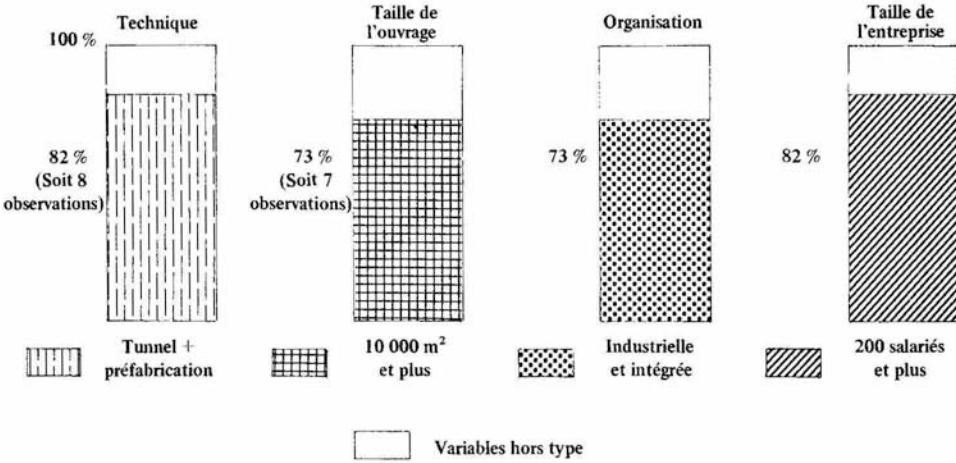 Technique
Taille de
l'ouvrage
Organisation
Taille de
l'entreprise
100 %
82 %
(Soit 8
observations)
73 %
(Soit 7
observations)
73 %
82 %
Tunnel +
préfabrication
10 000 m²
et plus
Industrielle
et intégrée
200 salariés
et plus
Variables hors type